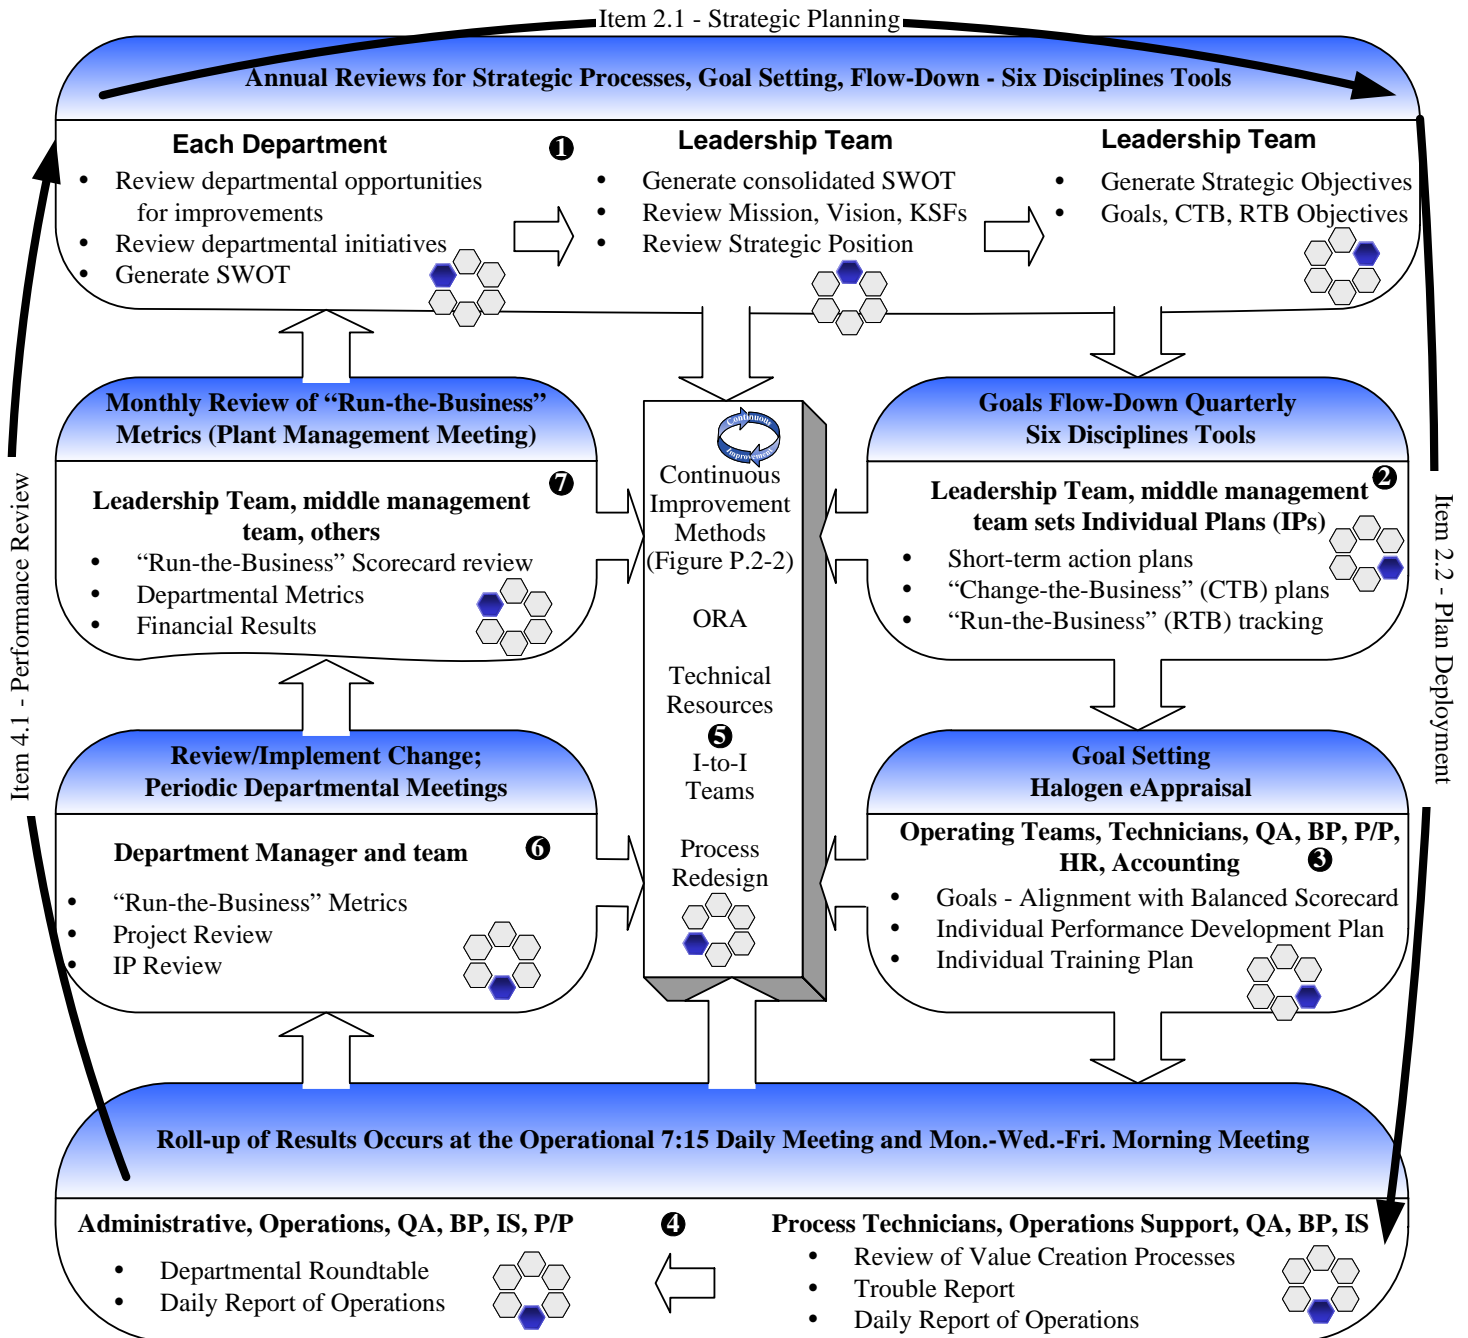 Item 2.1 - Strategic Planning
Annual Reviews for Strategic Processes, Goal Setting, Flow-Down - Six Disciplines Tools
Each Department
• Review departmental opportunities
for improvements
• Review departmental initiatives
• Generate SWOT
❶
Leadership Team
• Generate consolidated SWOT
• Review Mission, Vision, KSFs
• Review Strategic Position
Leadership Team
• Generate Strategic Objectives
• Goals, CTB, RTB Objectives
Monthly Review of “Run-the-Business”
Metrics (Plant Management Meeting)
❼
Leadership Team, middle management
team, others
• “Run-the-Business” Scorecard review
• Departmental Metrics
• Financial Results
Continuous
Improvement
Continuous
Improvement
Methods
(Figure P.2-2)
ORA
Technical
Resources
❺
I-to-I
Teams
Process
Redesign
Goals Flow-Down Quarterly
Six Disciplines Tools
❷
Leadership Team, middle management
team sets Individual Plans (IPs)
• Short-term action plans
• “Change-the-Business” (CTB) plans
• “Run-the-Business” (RTB) tracking
Item 4.1 - Performance Review
Item 2.2 - Plan Deployment
Review/Implement Change;
Periodic Departmental Meetings
Department Manager and team ❻
• “Run-the-Business” Metrics
• Project Review
• IP Review
Goal Setting
Halogen eAppraisal
Operating Teams, Technicians, QA, BP, P/P,
HR, Accounting ❸
• Goals - Alignment with Balanced Scorecard
• Individual Performance Development Plan
• Individual Training Plan
Roll-up of Results Occurs at the Operational 7:15 Daily Meeting and Mon.-Wed.-Fri. Morning Meeting
Administrative, Operations, QA, BP, IS, P/P
• Departmental Roundtable
• Daily Report of Operations
❹
Process Technicians, Operations Support, QA, BP, IS
• Review of Value Creation Processes
• Trouble Report
• Daily Report of Operations